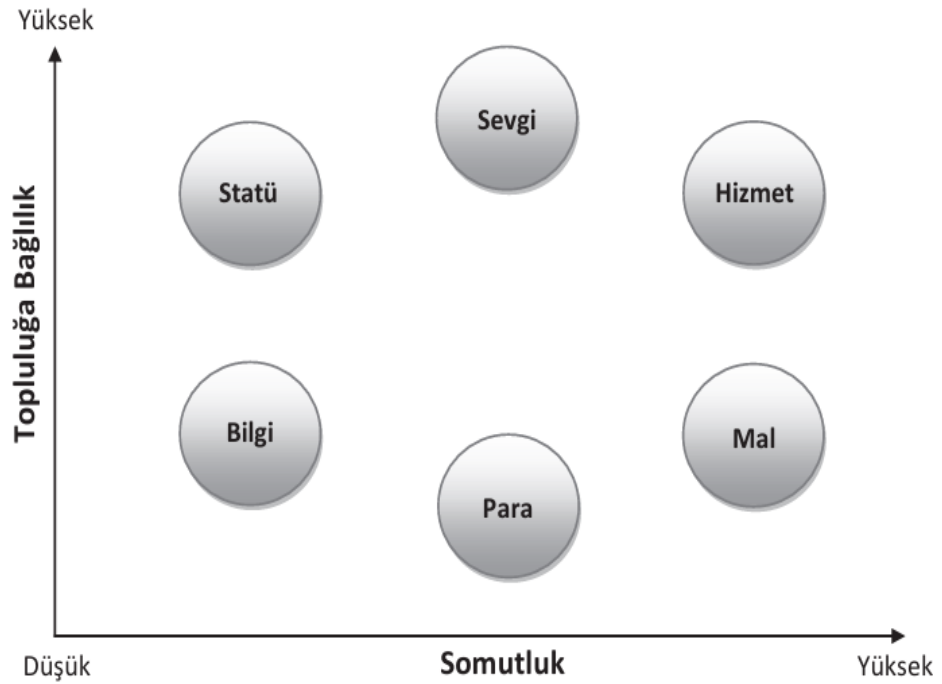 Yüksek
Sevgi
Statü
Hizmet
Topluluğa Bağlılık
Bilgi
Mal
Para
Düşük
Somutluk
Yüksek